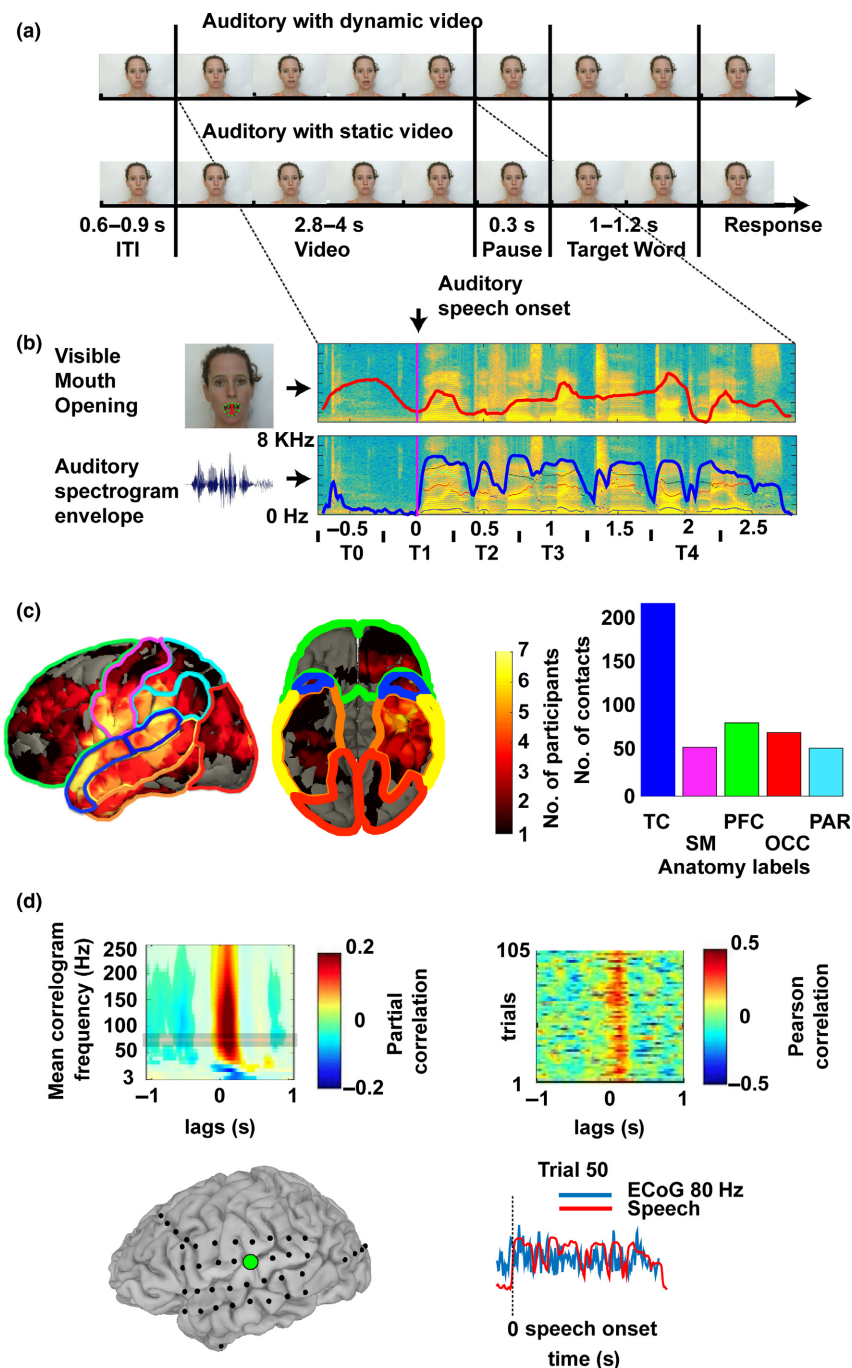 (a)
Auditory with dynamic video
Auditory with static video
0.6–0.9 s
2.8–4 s
0.3 s
1–1.2 s
Response
ITI
Video
Pause
Target Word
Auditory
speech onset
(b)
Visible
Mouth
Opening
8 KHz
Auditory
spectrogram
envelope
0 Hz
−0.5 0 0.5 1 1.5 2 2.5
T0 T1 T2 T3 T4
(c)
7
6
5
4
3
2
1
No. of participants
No. of contacts
200
150
100
50
0
TC PFC PAR
SM OCC
Anatomy labels
(d)
Mean correlogram
frequency (Hz)
250
200
150
100
50
3
−1 0 1
lags (s)
0.2
0
−0.2
Partial
correlation
trials
105
1
−1 0 1
lags (s)
0.5
0
−0.5
Pearson
correlation
Trial 50
ECoG 80 Hz
Speech
0 speech onset
time (s)